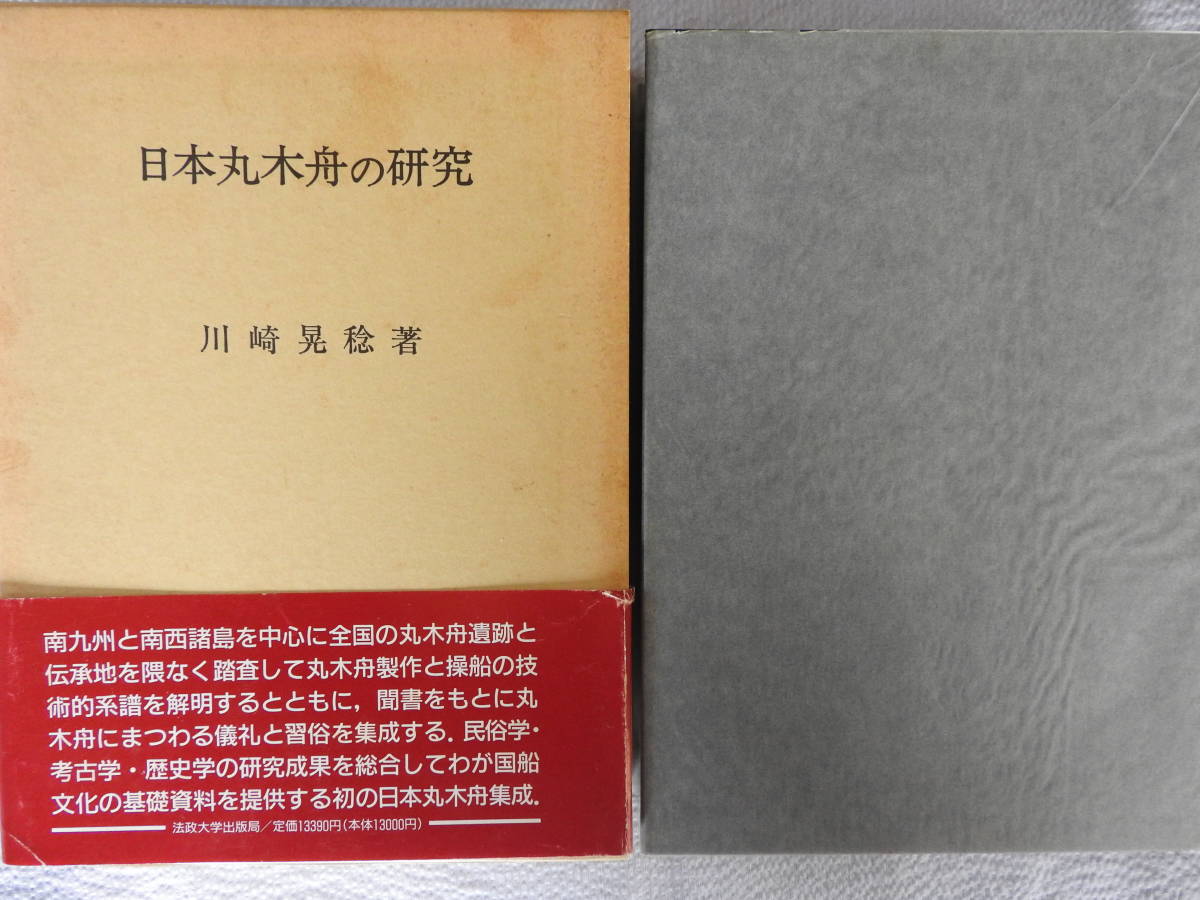 日本丸木舟の研究
川崎晃稔著
南九州と南西諸島を中心に全国の丸木舟遺跡と
伝承地を隈なく踏査して丸木舟製作と操船の技
術的系譜を解明するとともに，聞書をもとに丸
木舟にまつわる儀礼と習俗を集成する．民俗学・
考古学・歴史学の研究成果を総合してわが国船
文化の基礎資料を提供する初の日本丸木舟集成．
法政大学出版局／定価13390円（本体13000円）